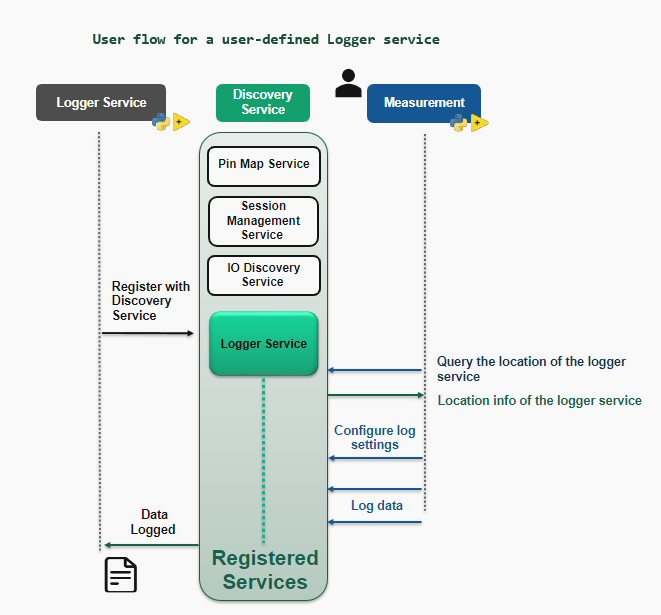 User flow for a user-defined Logger service
Logger Service
Discovery
Service
Measurement
Pin Map Service
Session
Management
Service
IO Discovery
Service
Register with
Discovery
Service
Logger Service
Query the location of the logger
service
Location info of the logger service
Configure log
settings
Log data
Data
Logged
Registered
Services